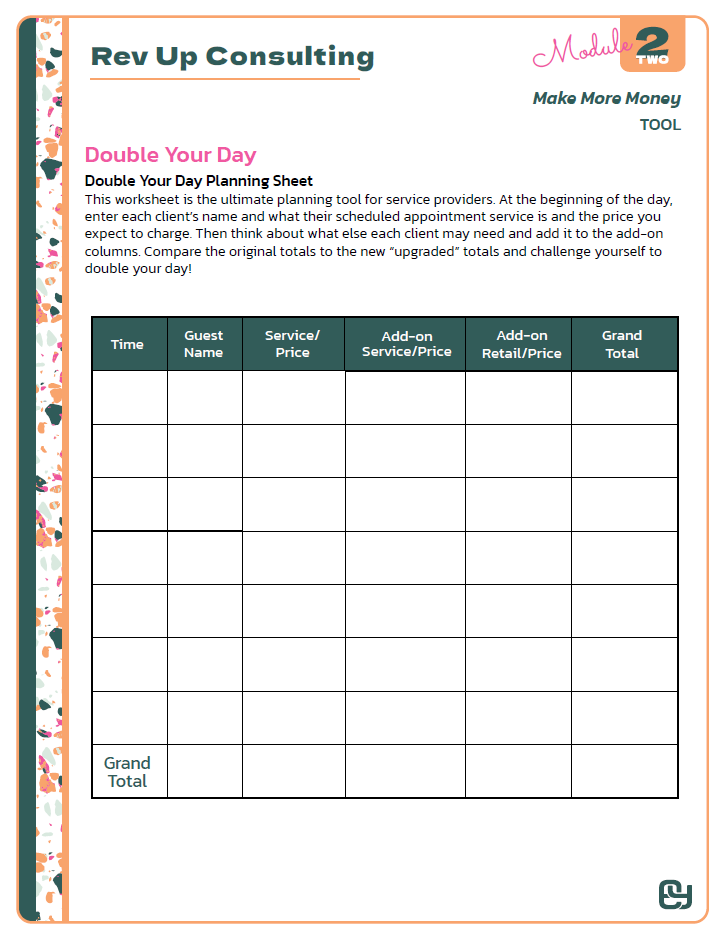 Rev Up Consulting
Module 2
TWO
Make More Money
TOOL
Double Your Day
Double Your Day Planning Sheet
This worksheet is the ultimate planning tool for service providers. At the beginning of the day,
enter each client's name and what their scheduled appointment service is and the price you
expect to charge. Then think about what else each client may need and add it to the add-on
columns. Compare the original totals to the new “upgraded” totals and challenge yourself to
double your day!
Time
Guest
Name
Service/
Price
Add-on
Service/Price
Add-on
Retail/Price
Grand
Total
Grand
Total